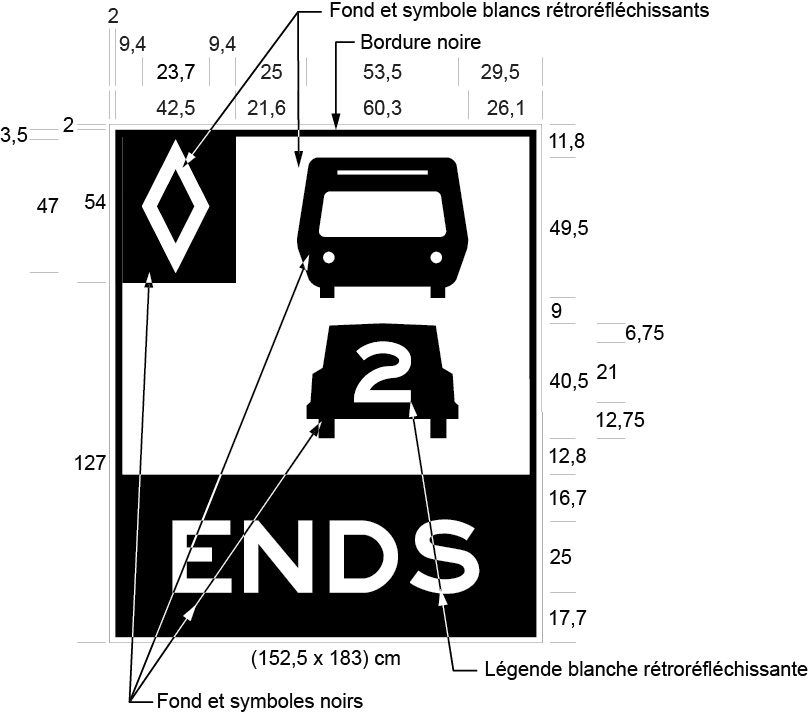 Fond et symbole blancs rétroréfléchissants
2
Bordure noire
9,4 9,4
23,7 25 53,5 29,5
42,5 21,6 60,3 26,1
3,5 2
11,8
47 54
49,5
9
6,75
2
40,5 21
12,75
127
12,8
16,7
ENDS
25
17,7
(152,5 x 183) cm
Légende blanche rétroréfléchissante
Fond et symboles noirs